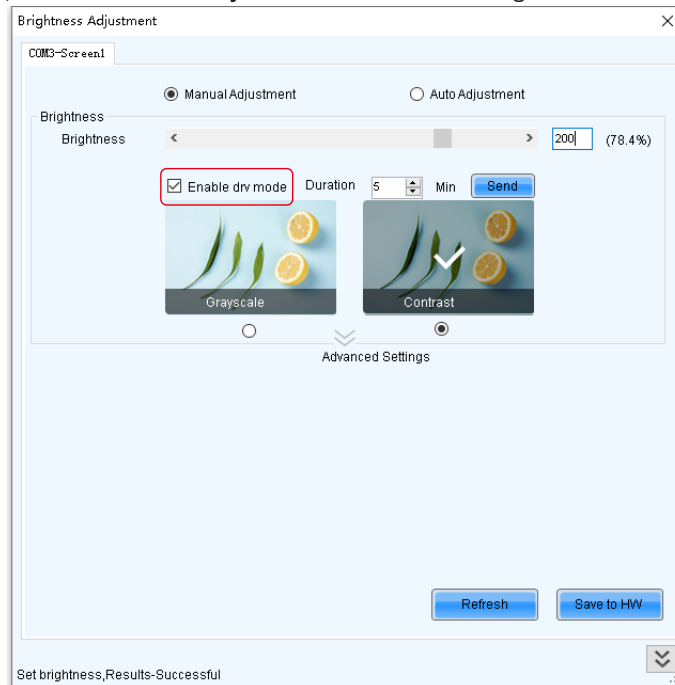 Brightness Adjustment
COM3-Screen1
Manual Adjustment Auto Adjustment
Brightness
Brightness 200 (78.4%)
Enable drv mode Duration 5 Min Send
Grayscale Contrast
Advanced Settings
Refresh Save to HW
Set brightness,Results-Successful